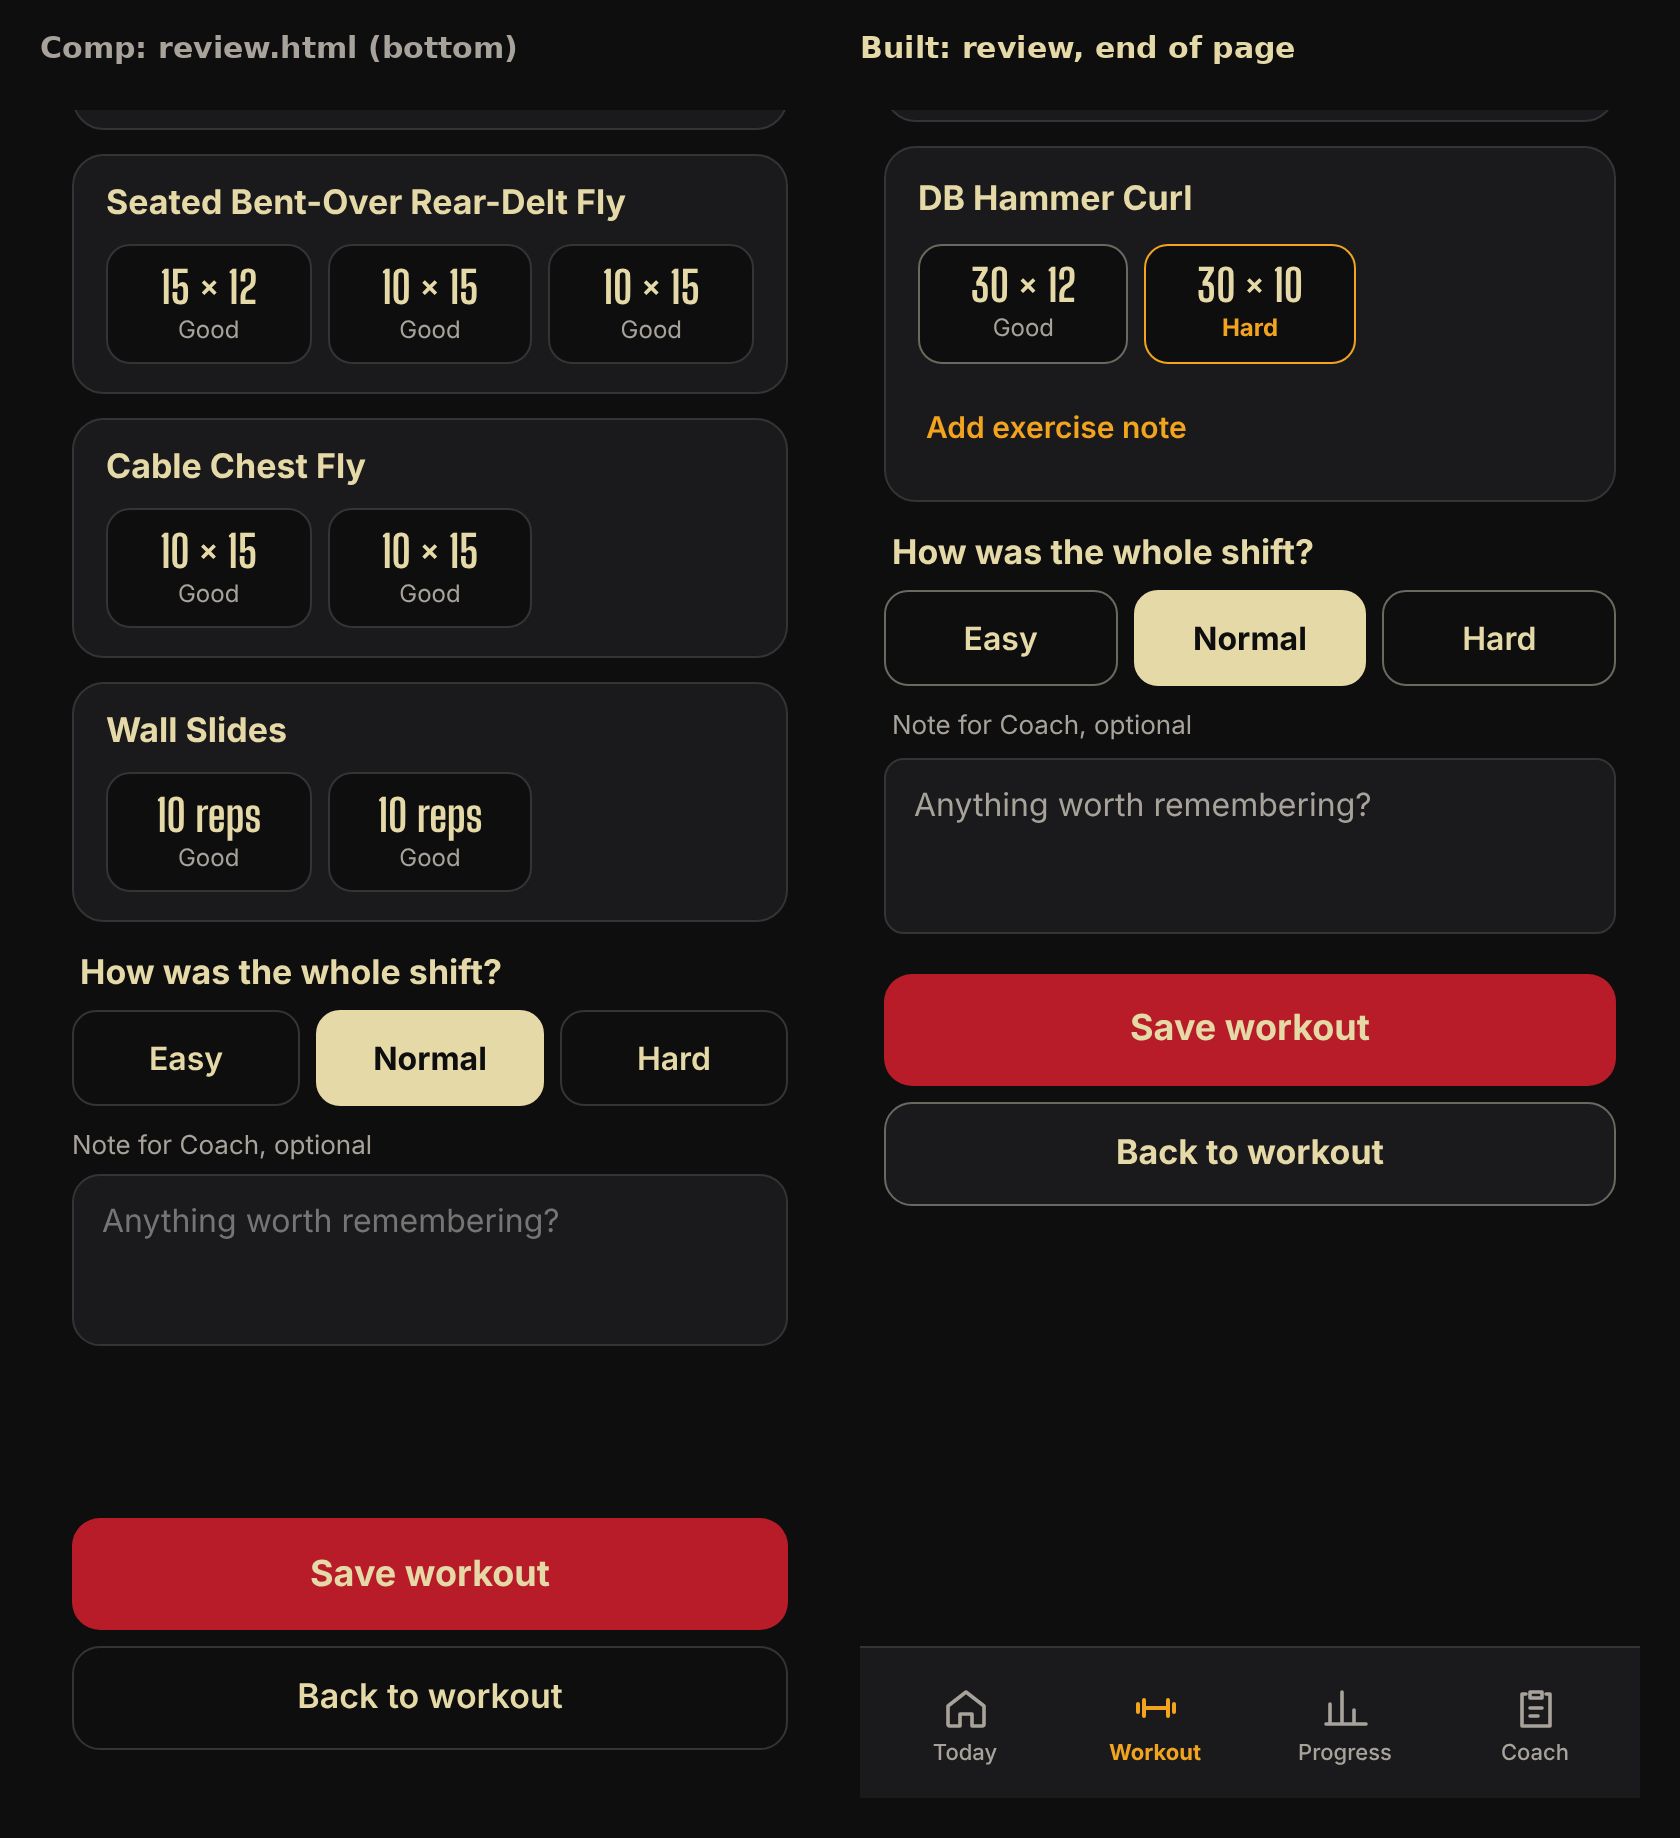 Comp: review.html (bottom)
Seated Bent-Over Rear-Delt Fly
15 × 12
Good
10 × 15
Good
10 × 15
Good
Cable Chest Fly
10 × 15
Good
10 × 15
Good
Wall Slides
10 reps
Good
10 reps
Good
How was the whole shift?
Easy
Normal
Hard
Note for Coach, optional
Anything worth remembering?
Save workout
Back to workout
Built: review, end of page
DB Hammer Curl
30 × 12
Good
30 × 10
Hard
Add exercise note
How was the whole shift?
Easy
Normal
Hard
Note for Coach, optional
Anything worth remembering?
Save workout
Back to workout
Today
Workout
Progress
Coach